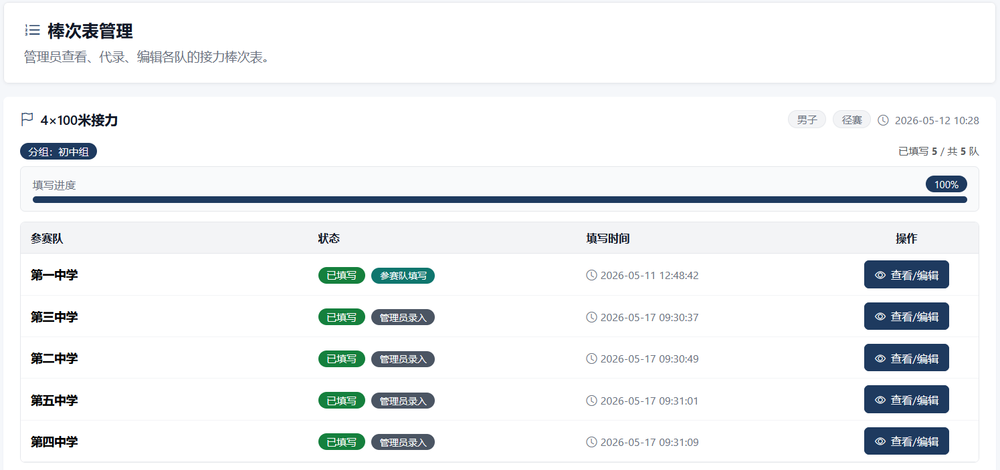 棒次表管理
管理员查看、代录、编辑各队的接力棒次表。
4×100米接力 男子 径赛 2026-05-12 10:28
分组：初中组 已填写 5 / 共 5 队
填写进度 100%
参赛队 状态 填写时间 操作
第一中学 已填写 参赛队填写 2026-05-11 12:48:42 查看/编辑
第三中学 已填写 管理员录入 2026-05-17 09:30:37 查看/编辑
第二中学 已填写 管理员录入 2026-05-17 09:30:49 查看/编辑
第五中学 已填写 管理员录入 2026-05-17 09:31:01 查看/编辑
第四中学 已填写 管理员录入 2026-05-17 09:31:09 查看/编辑